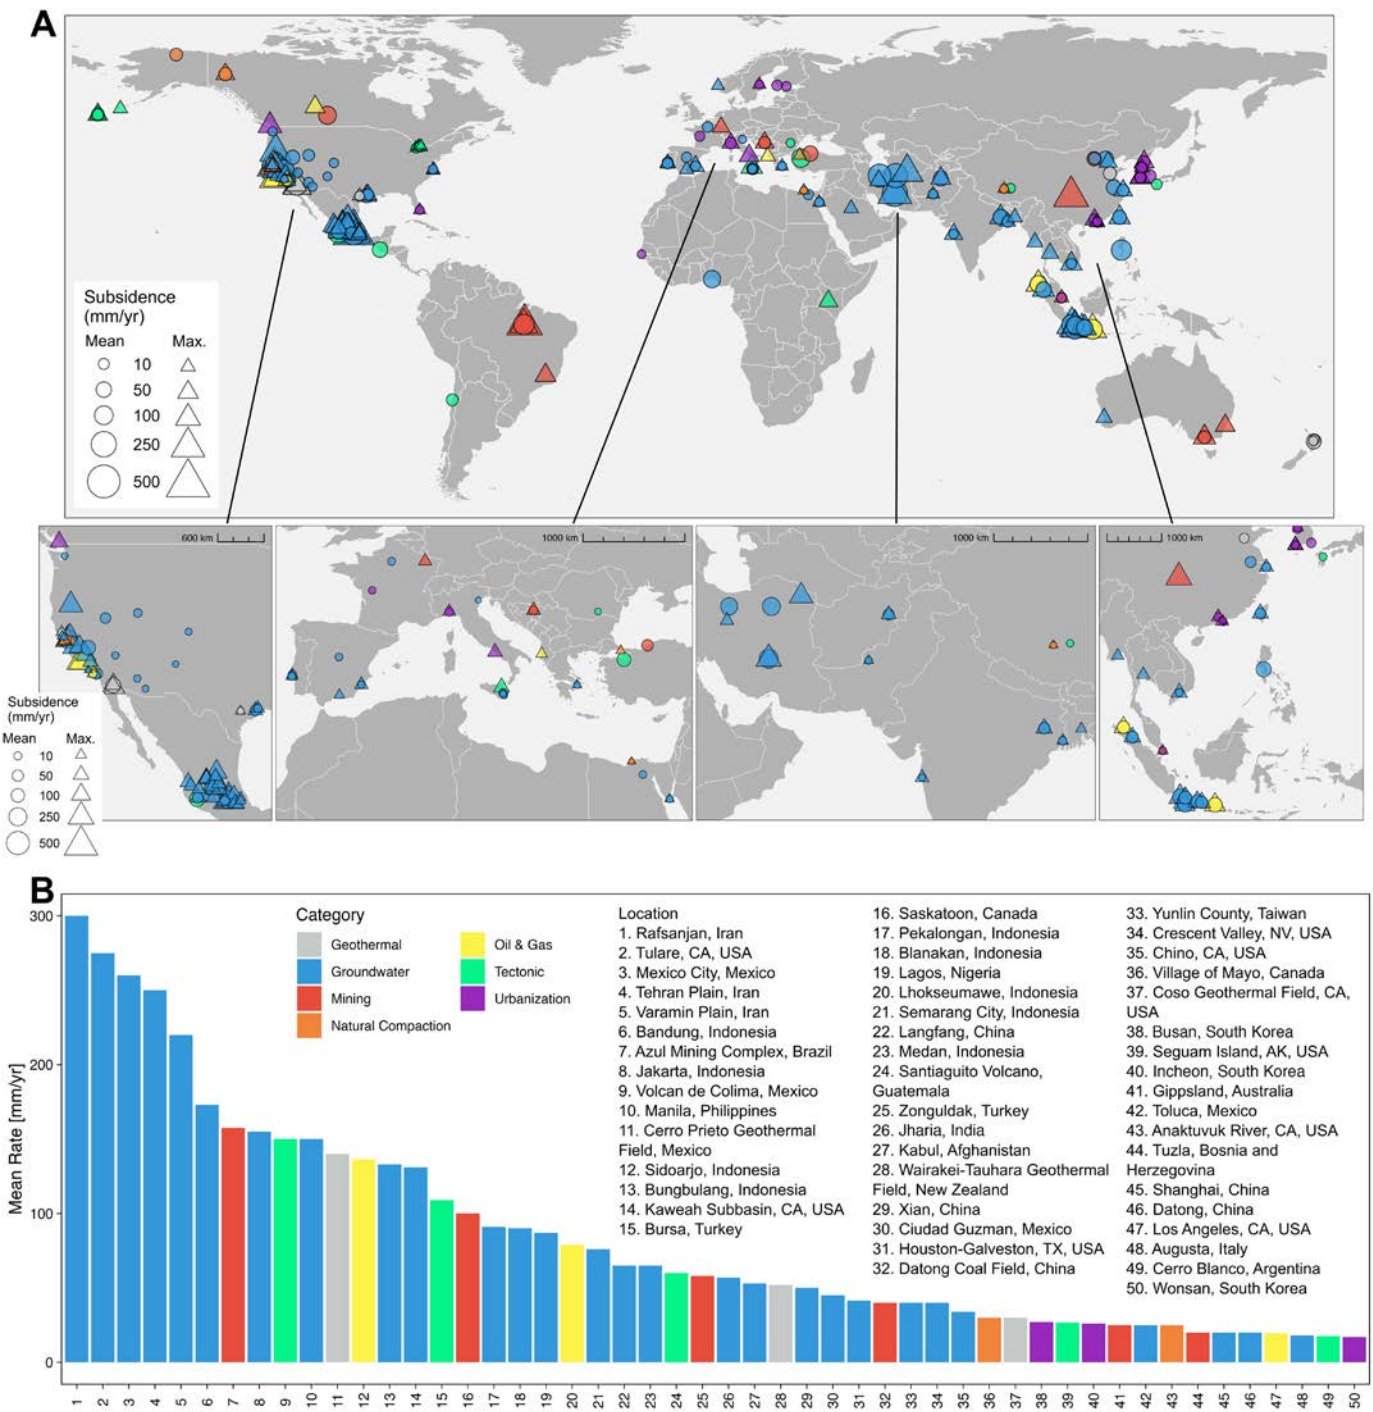 A
Subsidence
(mm/yr)
Mean Max.
10
50
100
250
500
600 km
1000 km
1000 km
1000 km
Subsidence
(mm/yr)
Mean Max.
10
50
100
250
500
B
Mean Rate [mm/yr]
300
200
100
0
Category
Geothermal
Groundwater
Mining
Natural Compaction
Oil & Gas
Tectonic
Urbanization
Location
1. Rafsanjan, Iran
2. Tulare, CA, USA
3. Mexico City, Mexico
4. Tehran Plain, Iran
5. Varamin Plain, Iran
6. Bandung, Indonesia
7. Azul Mining Complex, Brazil
8. Jakarta, Indonesia
9. Volcan de Colima, Mexico
10. Manila, Philippines
11. Cerro Prieto Geothermal
Field, Mexico
12. Sidoarjo, Indonesia
13. Bungbulang, Indonesia
14. Kaweah Subbasin, CA, USA
15. Bursa, Turkey
16. Saskatoon, Canada
17. Pekalongan, Indonesia
18. Blanakan, Indonesia
19. Lagos, Nigeria
20. Lhokseumawe, Indonesia
21. Semarang City, Indonesia
22. Langfang, China
23. Medan, Indonesia
24. Santiaguito Volcano,
Guatemala
25. Zonguldak, Turkey
26. Jharia, India
27. Kabul, Afghanistan
28. Wairakei-Tauhara Geothermal
Field, New Zealand
29. Xian, China
30. Ciudad Guzman, Mexico
31. Houston-Galveston, TX, USA
32. Datong Coal Field, China
33. Yunlin County, Taiwan
34. Crescent Valley, NV, USA
35. Chino, CA, USA
36. Village of Mayo, Canada
37. Coso Geothermal Field, CA,
USA
38. Busan, South Korea
39. Seguam Island, AK, USA
40. Incheon, South Korea
41. Gippsland, Australia
42. Toluca, Mexico
43. Anaktuvuk River, CA, USA
44. Tuzla, Bosnia and
Herzegovina
45. Shanghai, China
46. Datong, China
47. Los Angeles, CA, USA
48. Augusta, Italy
49. Cerro Blanco, Argentina
50. Wonsan, South Korea
1 2 3 4 5 6 7 8 9 10 11 12 13 14 15 16 17 18 19 20 21 22 23 24 25 26 27 28 29 30 31 32 33 34 35 36 37 38 39 40 41 42 43 44 45 46 47 48 49 50